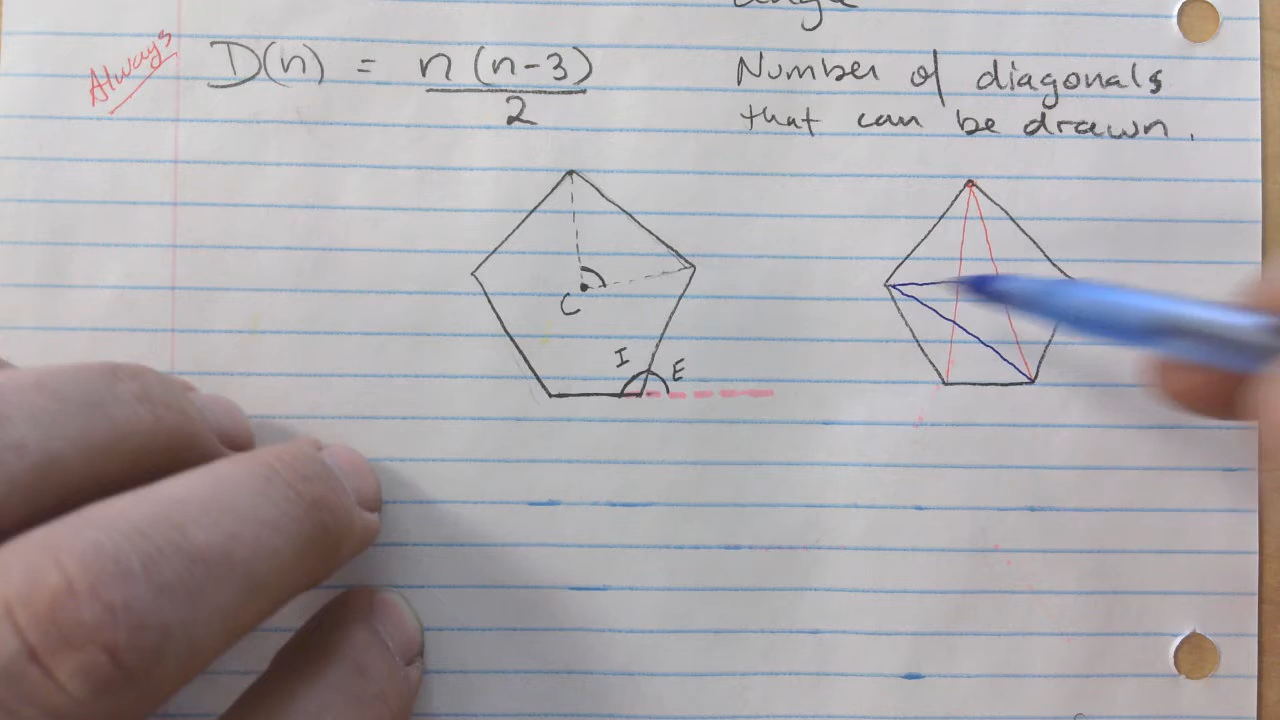 Always D(n) = n(n-3)/2 Number of diagonals
that can be drawn.
C
I E